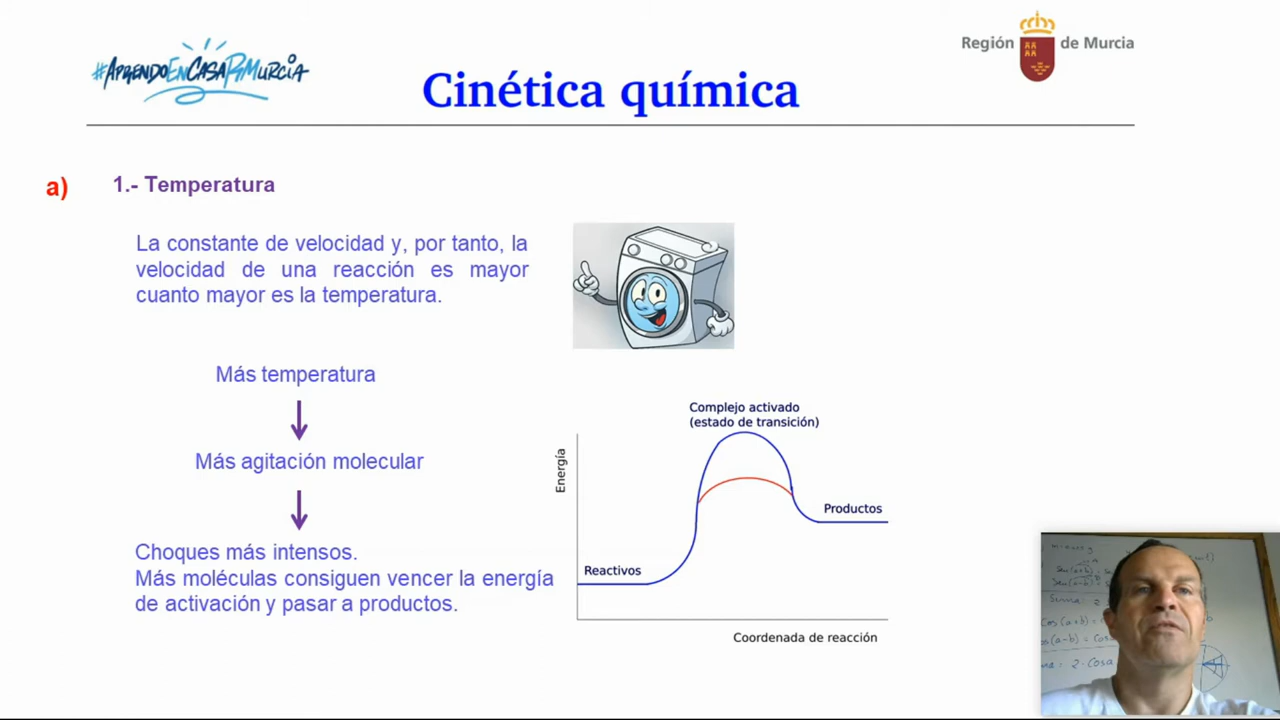 #APRENDOENCASARMURCIA
Región de Murcia
Cinética química
a) 1.- Temperatura
La constante de velocidad y, por tanto, la
velocidad de una reacción es mayor
cuanto mayor es la temperatura.
Más temperatura
Más agitación molecular
Choques más intensos.
Más moléculas consiguen vencer la energía
de activación y pasar a productos.
Complejo activado
(estado de transición)
Energía
Productos
Reactivos
Coordenada de reacción